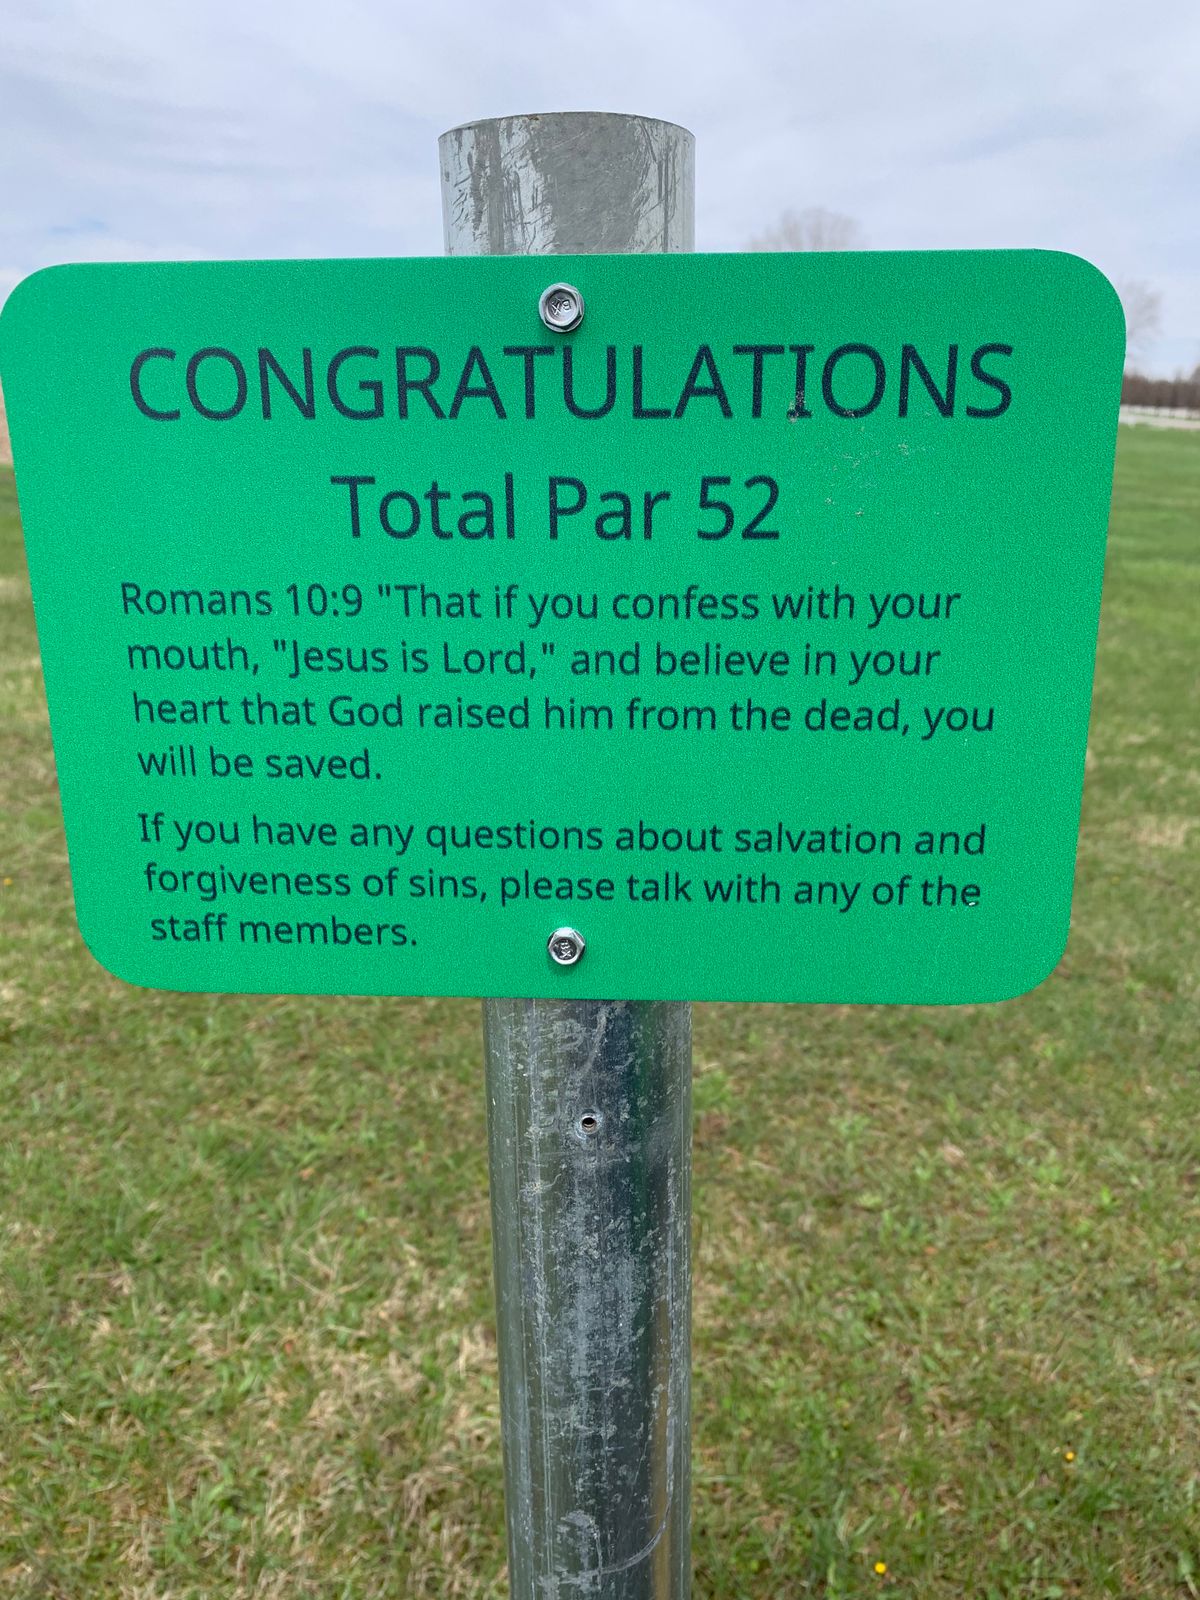 CONGRATULATIONS
Total Par 52
Romans 10:9 "That if you confess with your
mouth, "Jesus is Lord," and believe in your
heart that God raised him from the dead, you
will be saved.
If you have any questions about salvation and
forgiveness of sins, please talk with any of the
staff members.